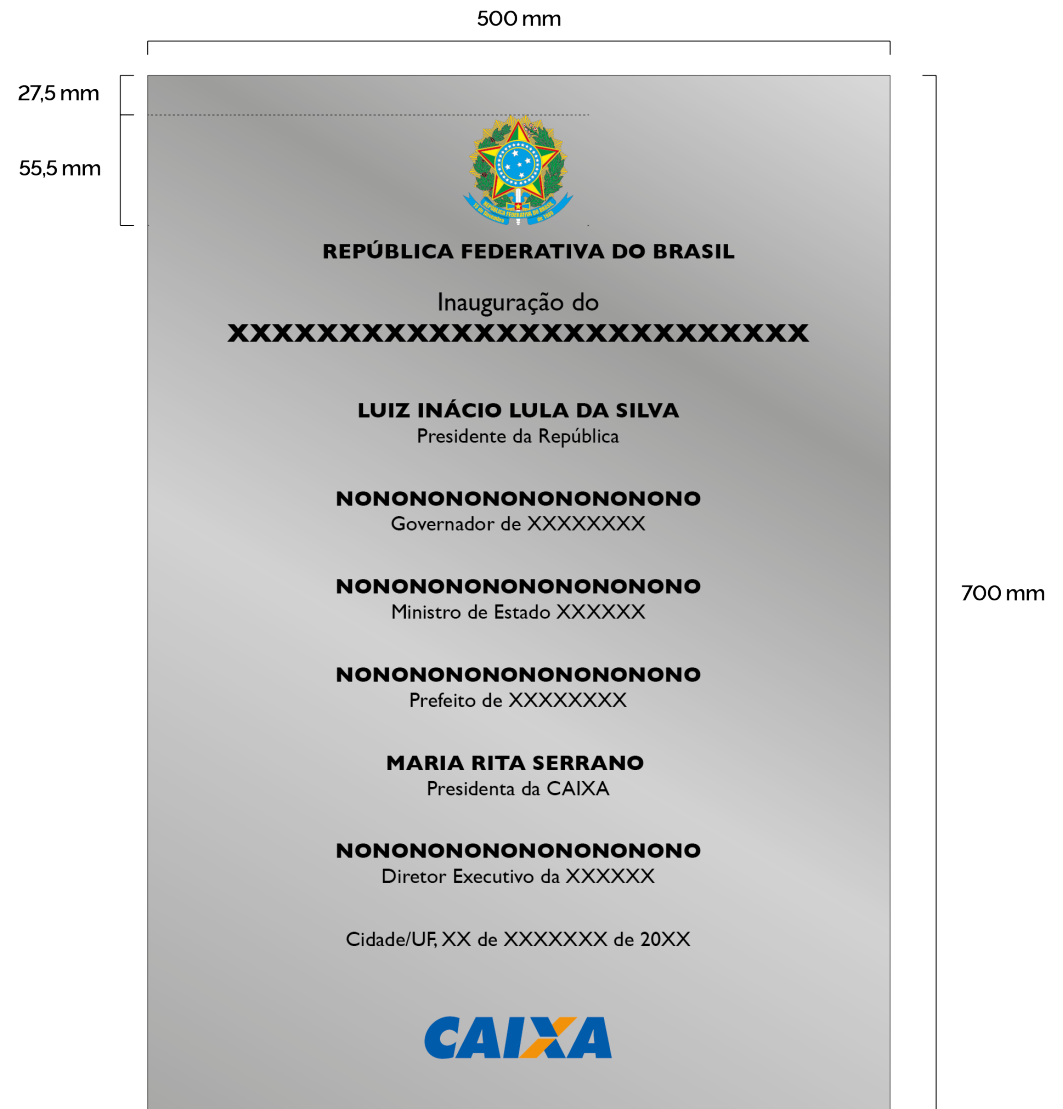 500 mm
27,5 mm
55,5 mm
REPÚBLICA FEDERATIVA DO BRASIL
Inauguração do
XXXXXXXXXXXXXXXXXXXXXXXXXX
LUIZ INÁCIO LULA DA SILVA
Presidente da República
NONONONONONONONONONO
Governador de XXXXXXXX
NONONONONONONONONONO
Ministro de Estado XXXXXX
700 mm
NONONONONONONONONONO
Prefeito de XXXXXXXX
MARIA RITA SERRANO
Presidenta da CAIXA
NONONONONONONONONONO
Diretor Executivo da XXXXXX
Cidade/UF, XX de XXXXXXX de 20XX
CAIXA